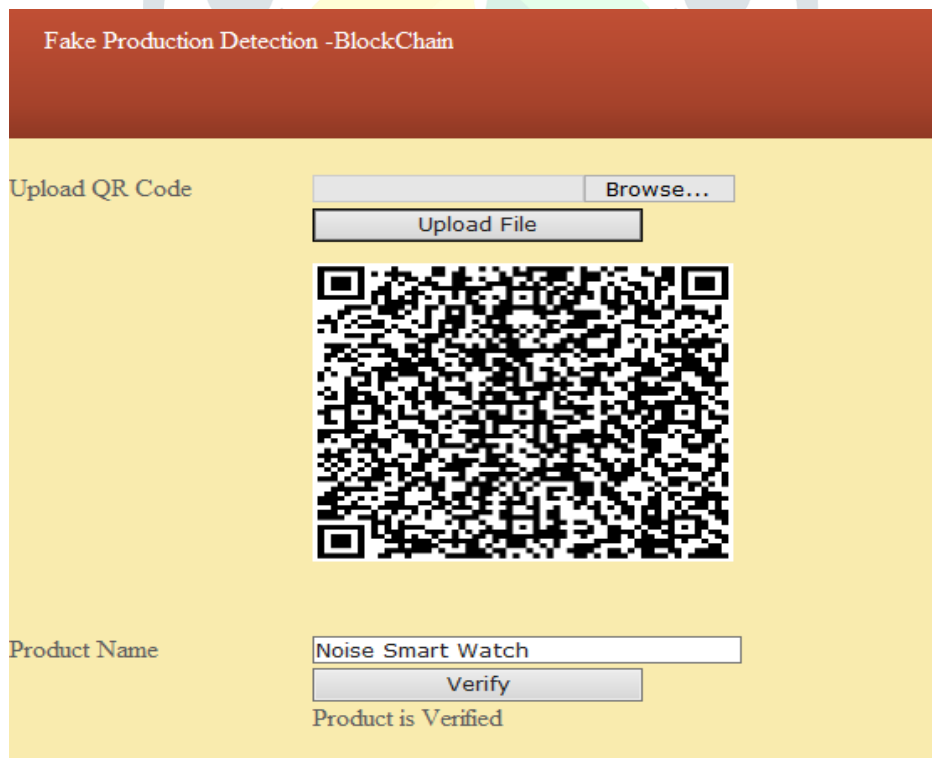 Fake Production Detection -BlockChain
Upload QR Code
Browse...
Upload File
Product Name
Noise Smart Watch
Verify
Product is Verified